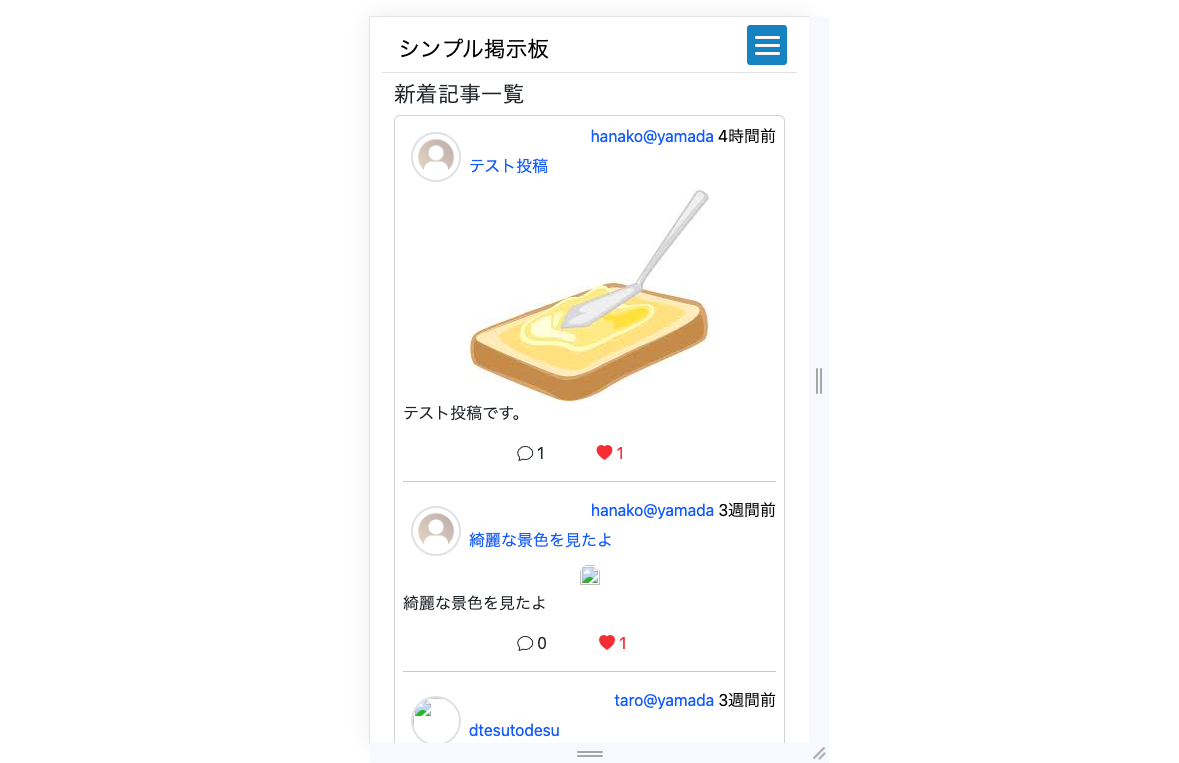 シンプル掲示板
新着記事一覧
hanako@yamada 4時間前
テスト投稿
テスト投稿です。
1 1
hanako@yamada 3週間前
綺麗な景色を見たよ
綺麗な景色を見たよ
0 1
taro@yamada 3週間前
dtesutodesu